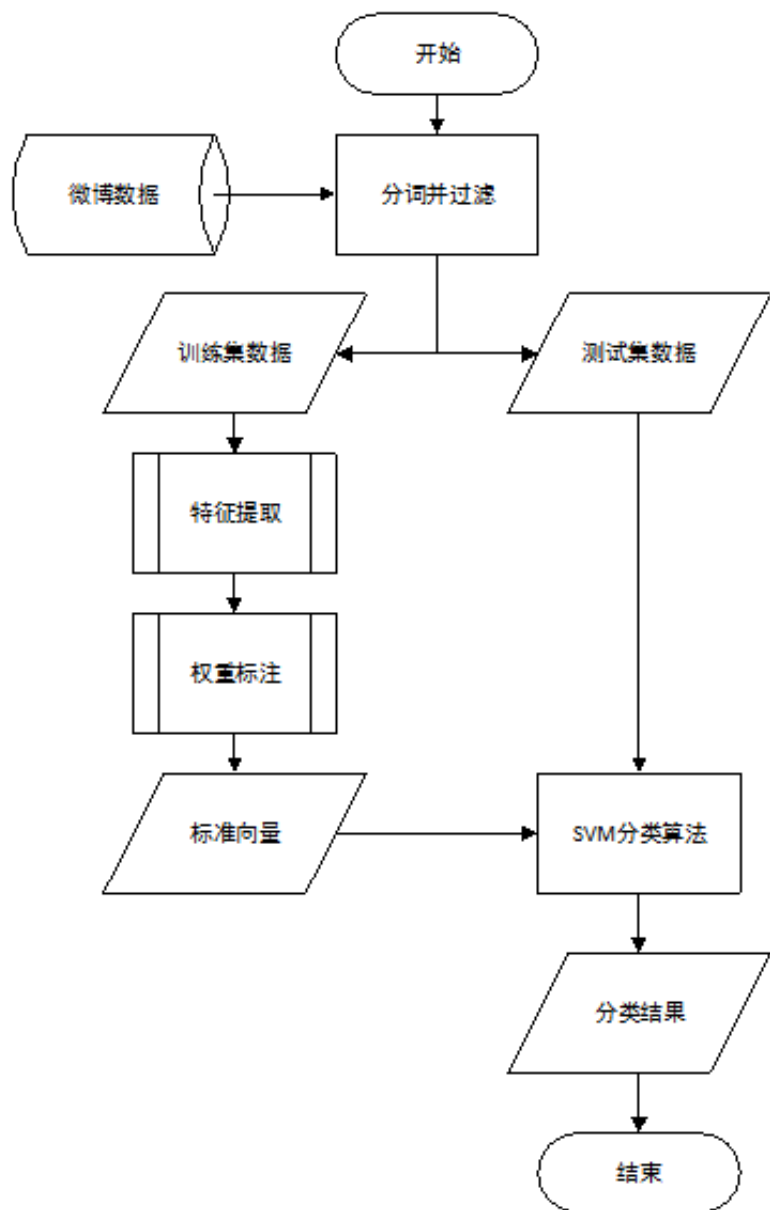 开始
微博数据
分词并过滤
训练集数据
测试集数据
特征提取
权重标注
标准向量
SVM分类算法
分类结果
结束